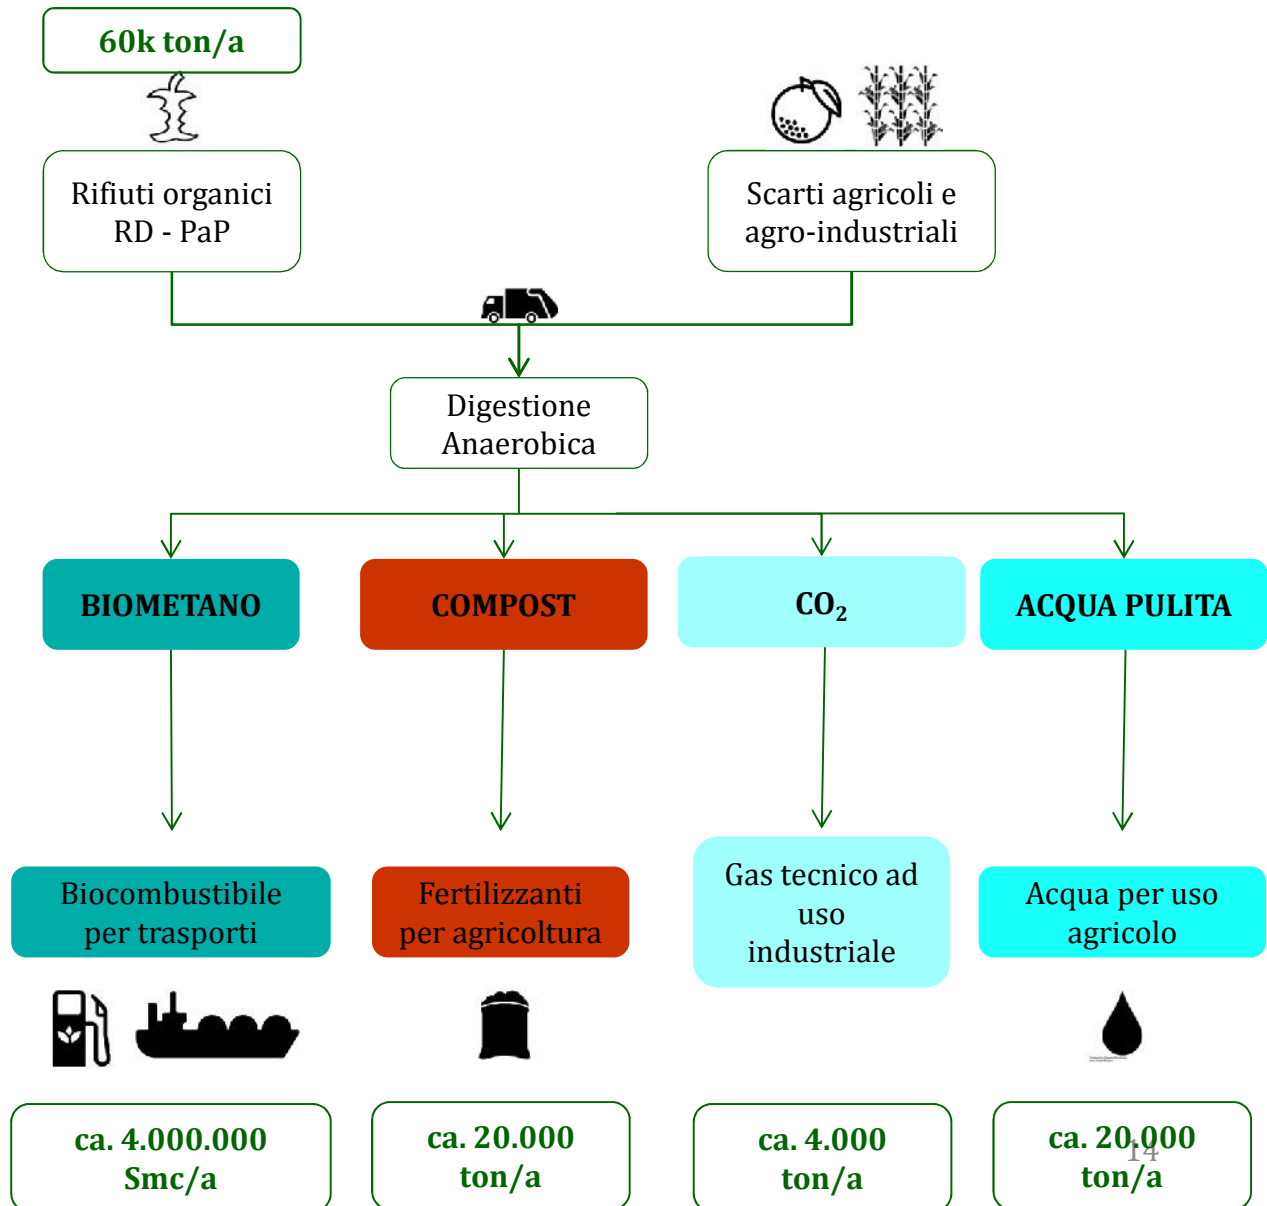 60k ton/a
Rifiuti organici
RD - PaP
Scarti agricoli e
agro-industriali
Digestione
Anaerobica
BIOMETANO
COMPOST
CO₂
ACQUA PULITA
Biocombustibile
per trasporti
Fertilizzanti
per agricoltura
Gas tecnico ad
uso
industriale
Acqua per uso
agricolo
ca. 4.000.000
Smc/a
ca. 20.000
ton/a
ca. 4.000
ton/a
ca. 20.000
ton/a
14